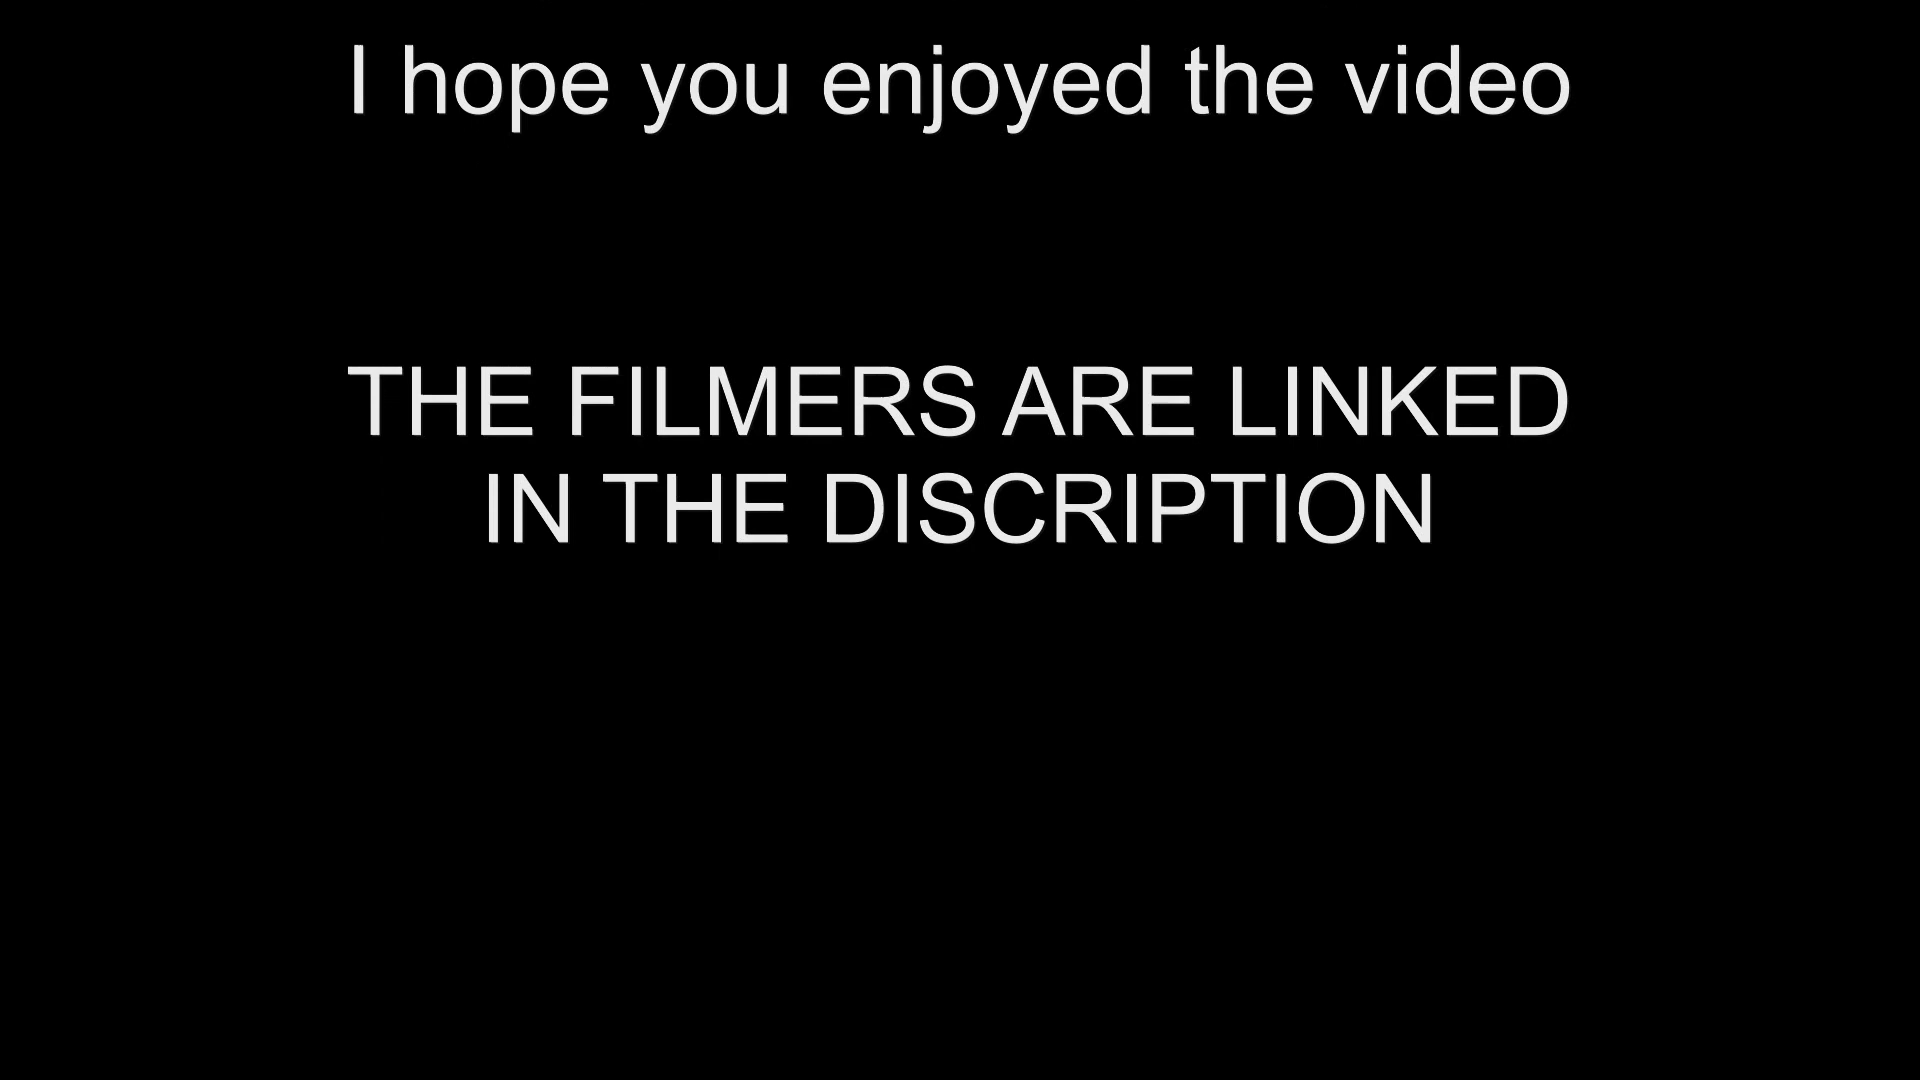 I hope you enjoyed the video
THE FILMERS ARE LINKED
IN THE DISCRIPTION